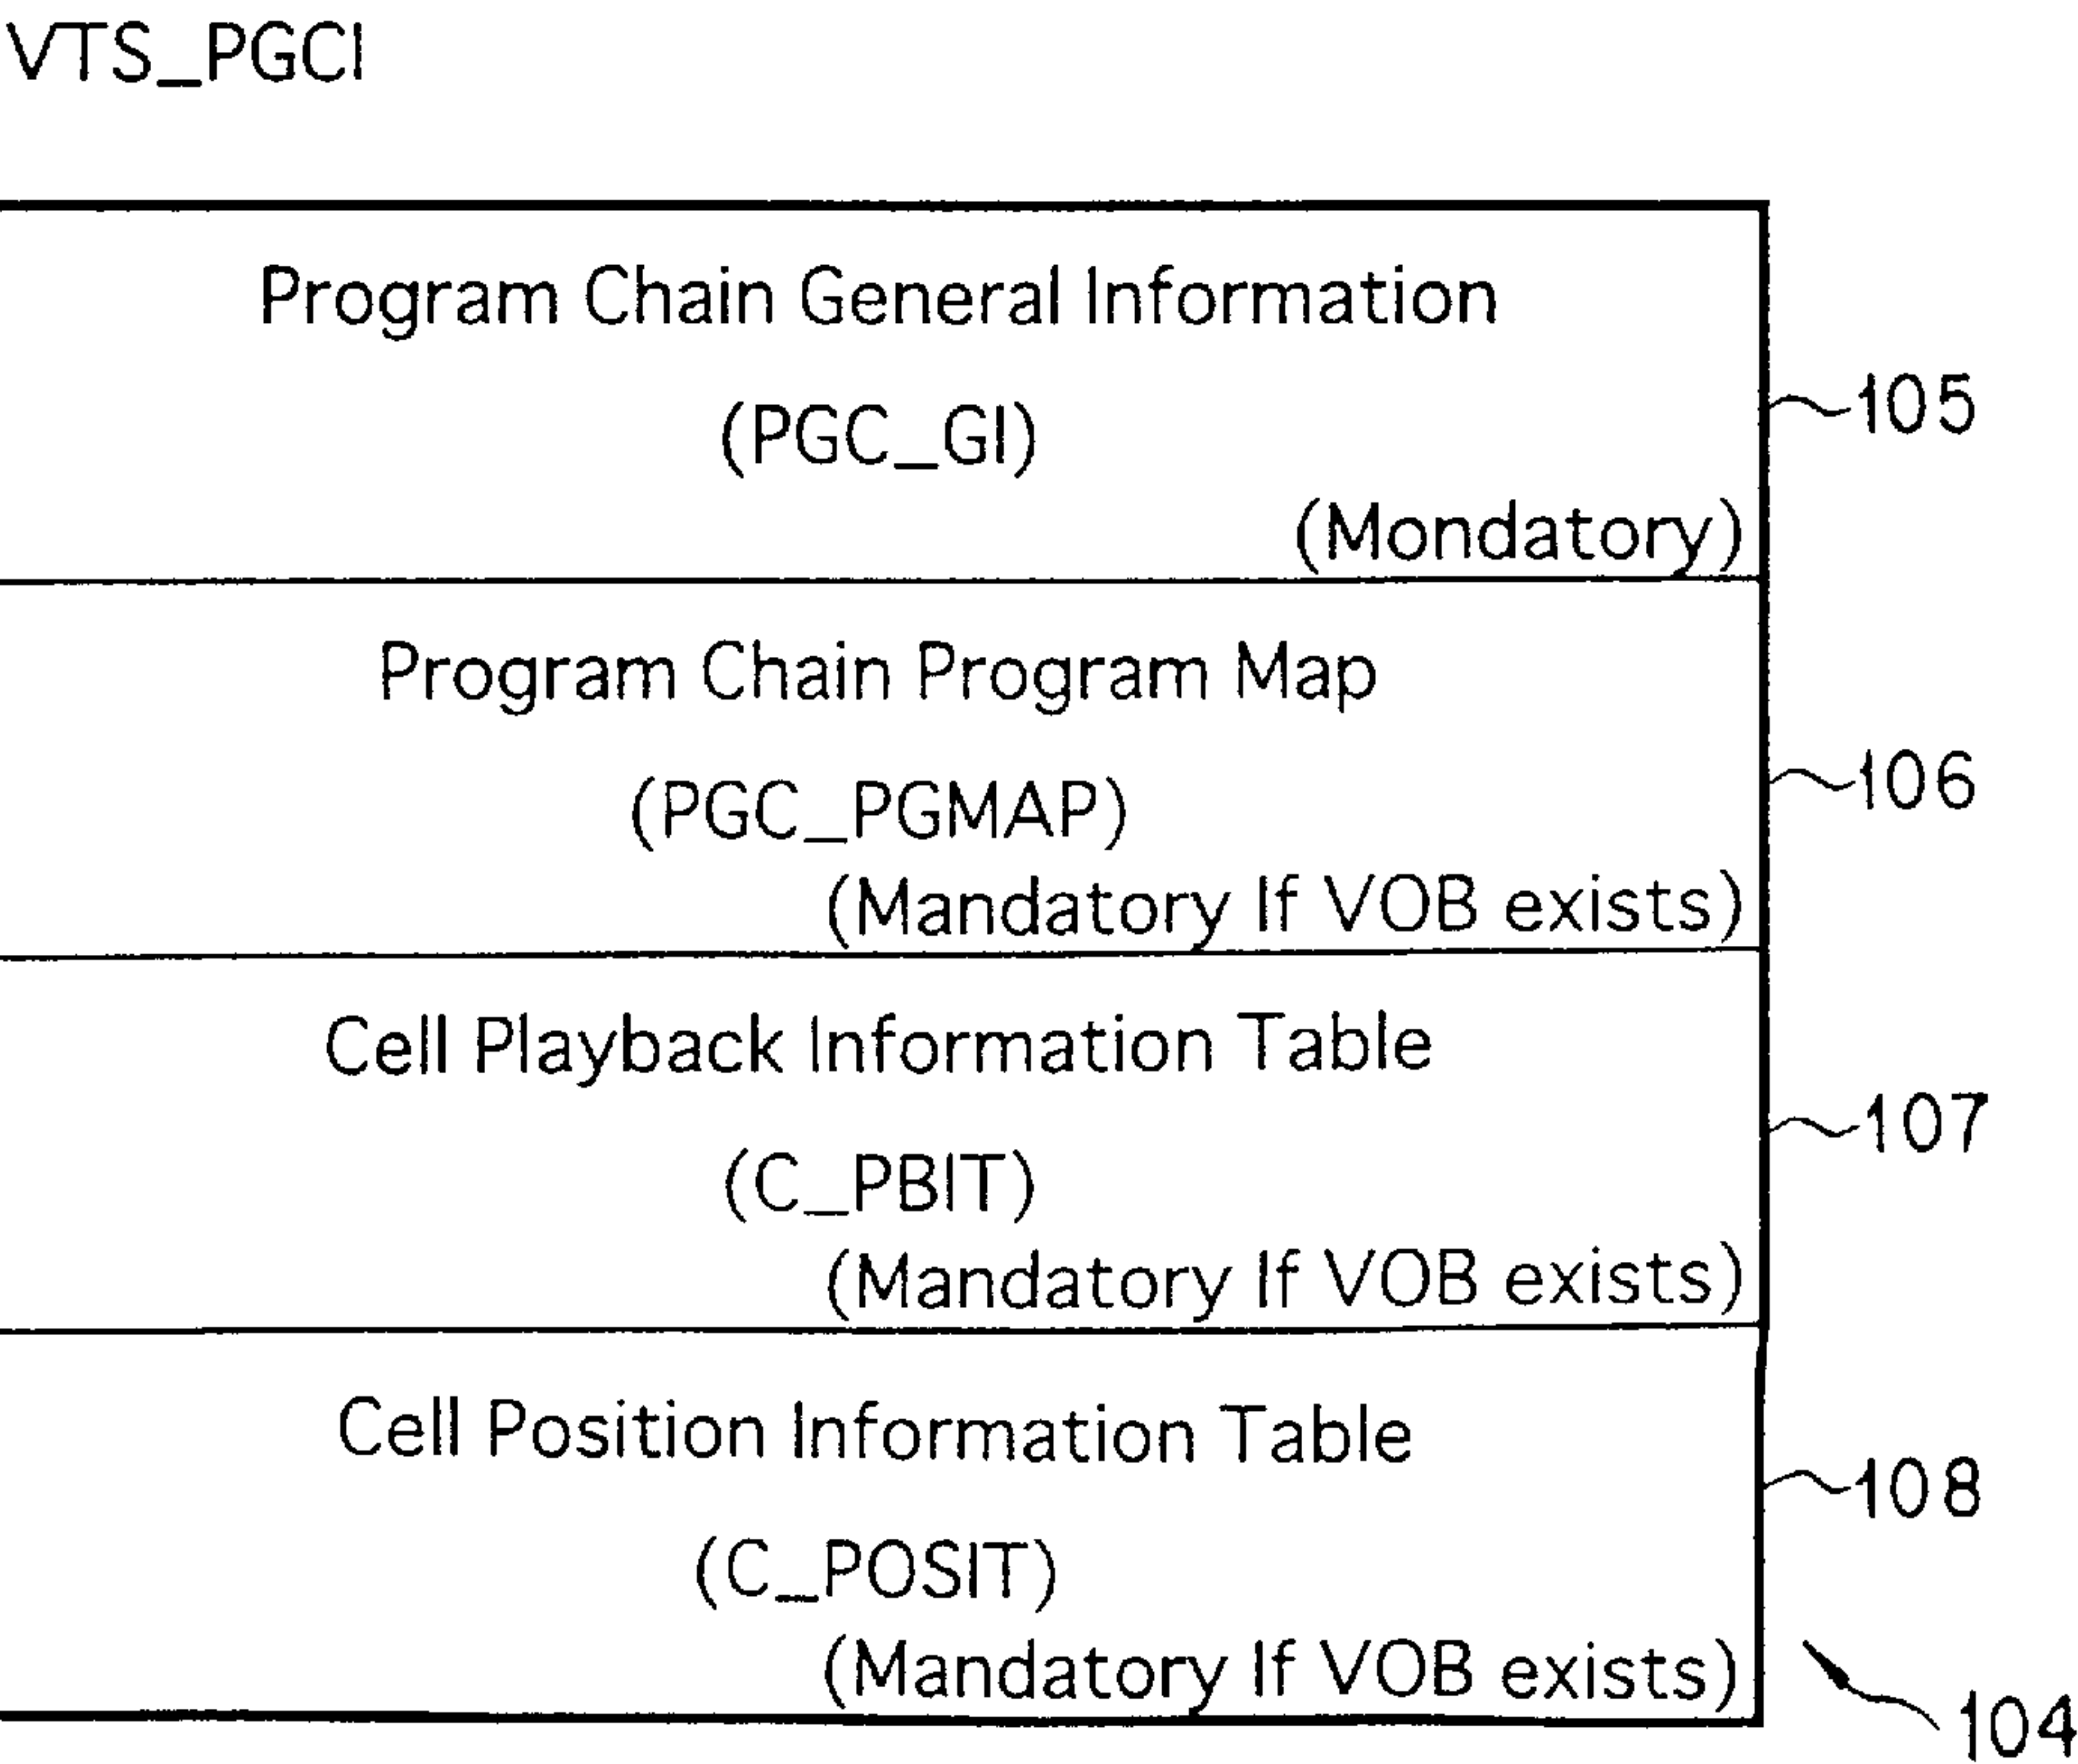 VTS_PGCI
Program Chain General Information
(PGC_GI)
105
(Mondatory)
Program Chain Program Map
(PGC_PGMAP)
106
(Mandatory If VOB exists)
Cell Playback Information Table
107
(C_PBIT)
(Mandatory If VOB exists)
Cell Position Information Table
108
(C_POSIT)
(Mandatory If VOB exists)
104